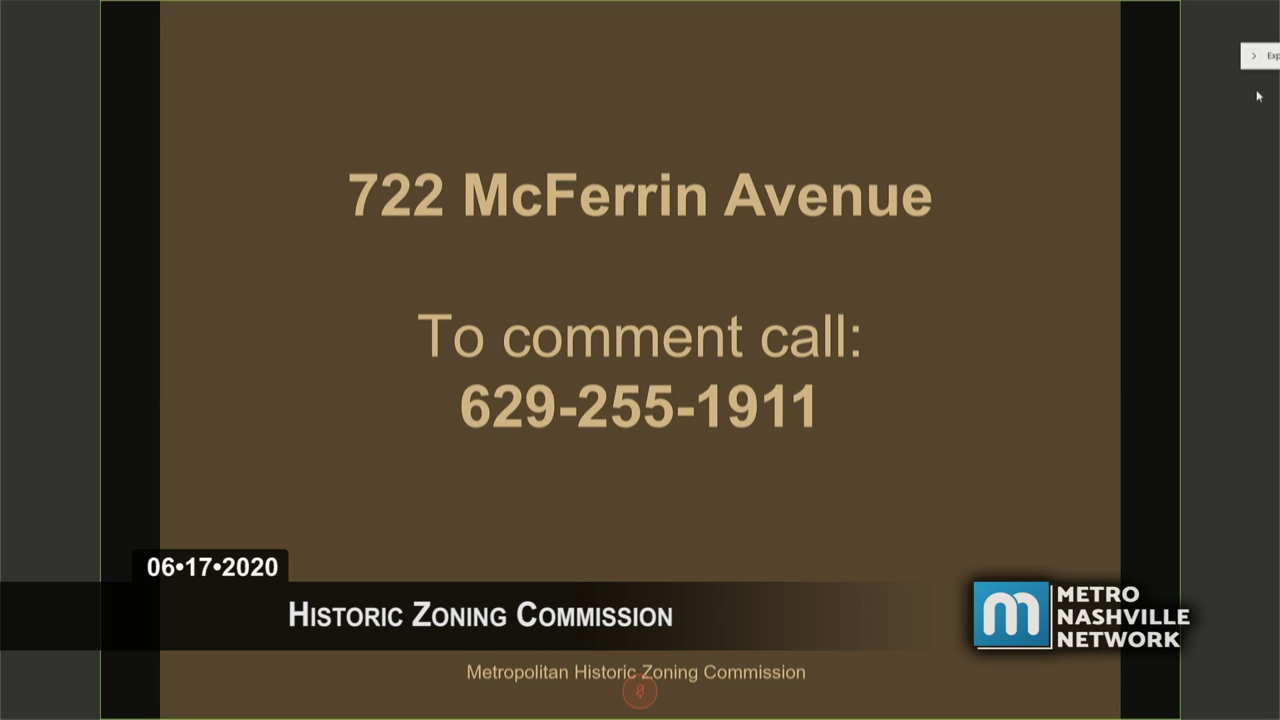 Exp
722 McFerrin Avenue
To comment call:
629-255-1911
06•17•2020
Historic Zoning Commission
m METRO
NASHVILLE
NETWORK
Metropolitan Historic Zoning Commission